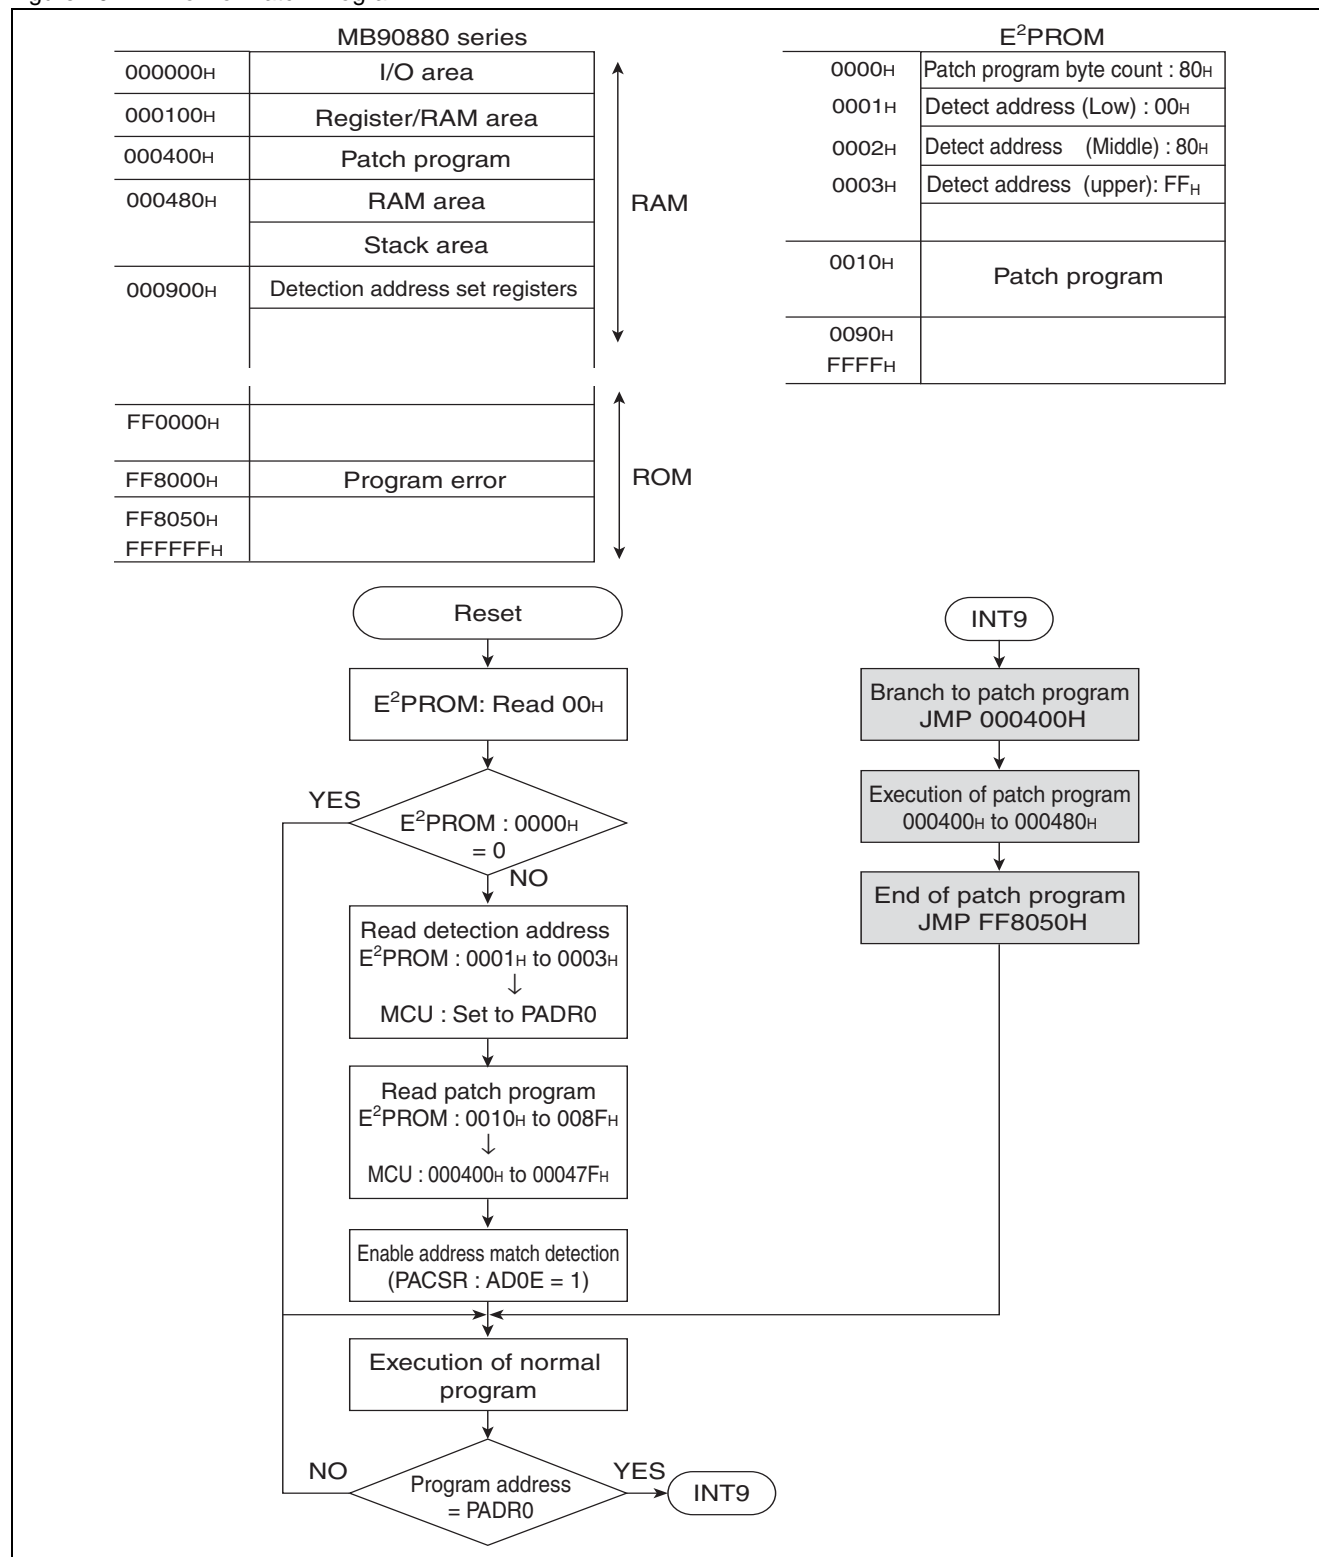 MB90880 series
000000H I/O area
000100H Register/RAM area
000400H Patch program
000480H RAM area
Stack area
000900H Detection address set registers
RAM
FF0000H
FF8000H Program error
FF8050H
FFFFFFH
ROM
E²PROM
0000H Patch program byte count : 80H
0001H Detect address (Low) : 00H
0002H Detect address (Middle) : 80H
0003H Detect address (upper): FFH
0010H Patch program
0090H
FFFFH
Reset
E²PROM: Read 00H
YES
E²PROM : 0000H
= 0
NO
Read detection address
E²PROM : 0001H to 0003H
↓
MCU : Set to PADR0
Read patch program
E²PROM : 0010H to 008FH
↓
MCU : 000400H to 00047FH
Enable address match detection
(PACSR : AD0E = 1)
Execution of normal
program
NO
Program address
= PADR0
YES
INT9
INT9
Branch to patch program
JMP 000400H
Execution of patch program
000400H to 000480H
End of patch program
JMP FF8050H